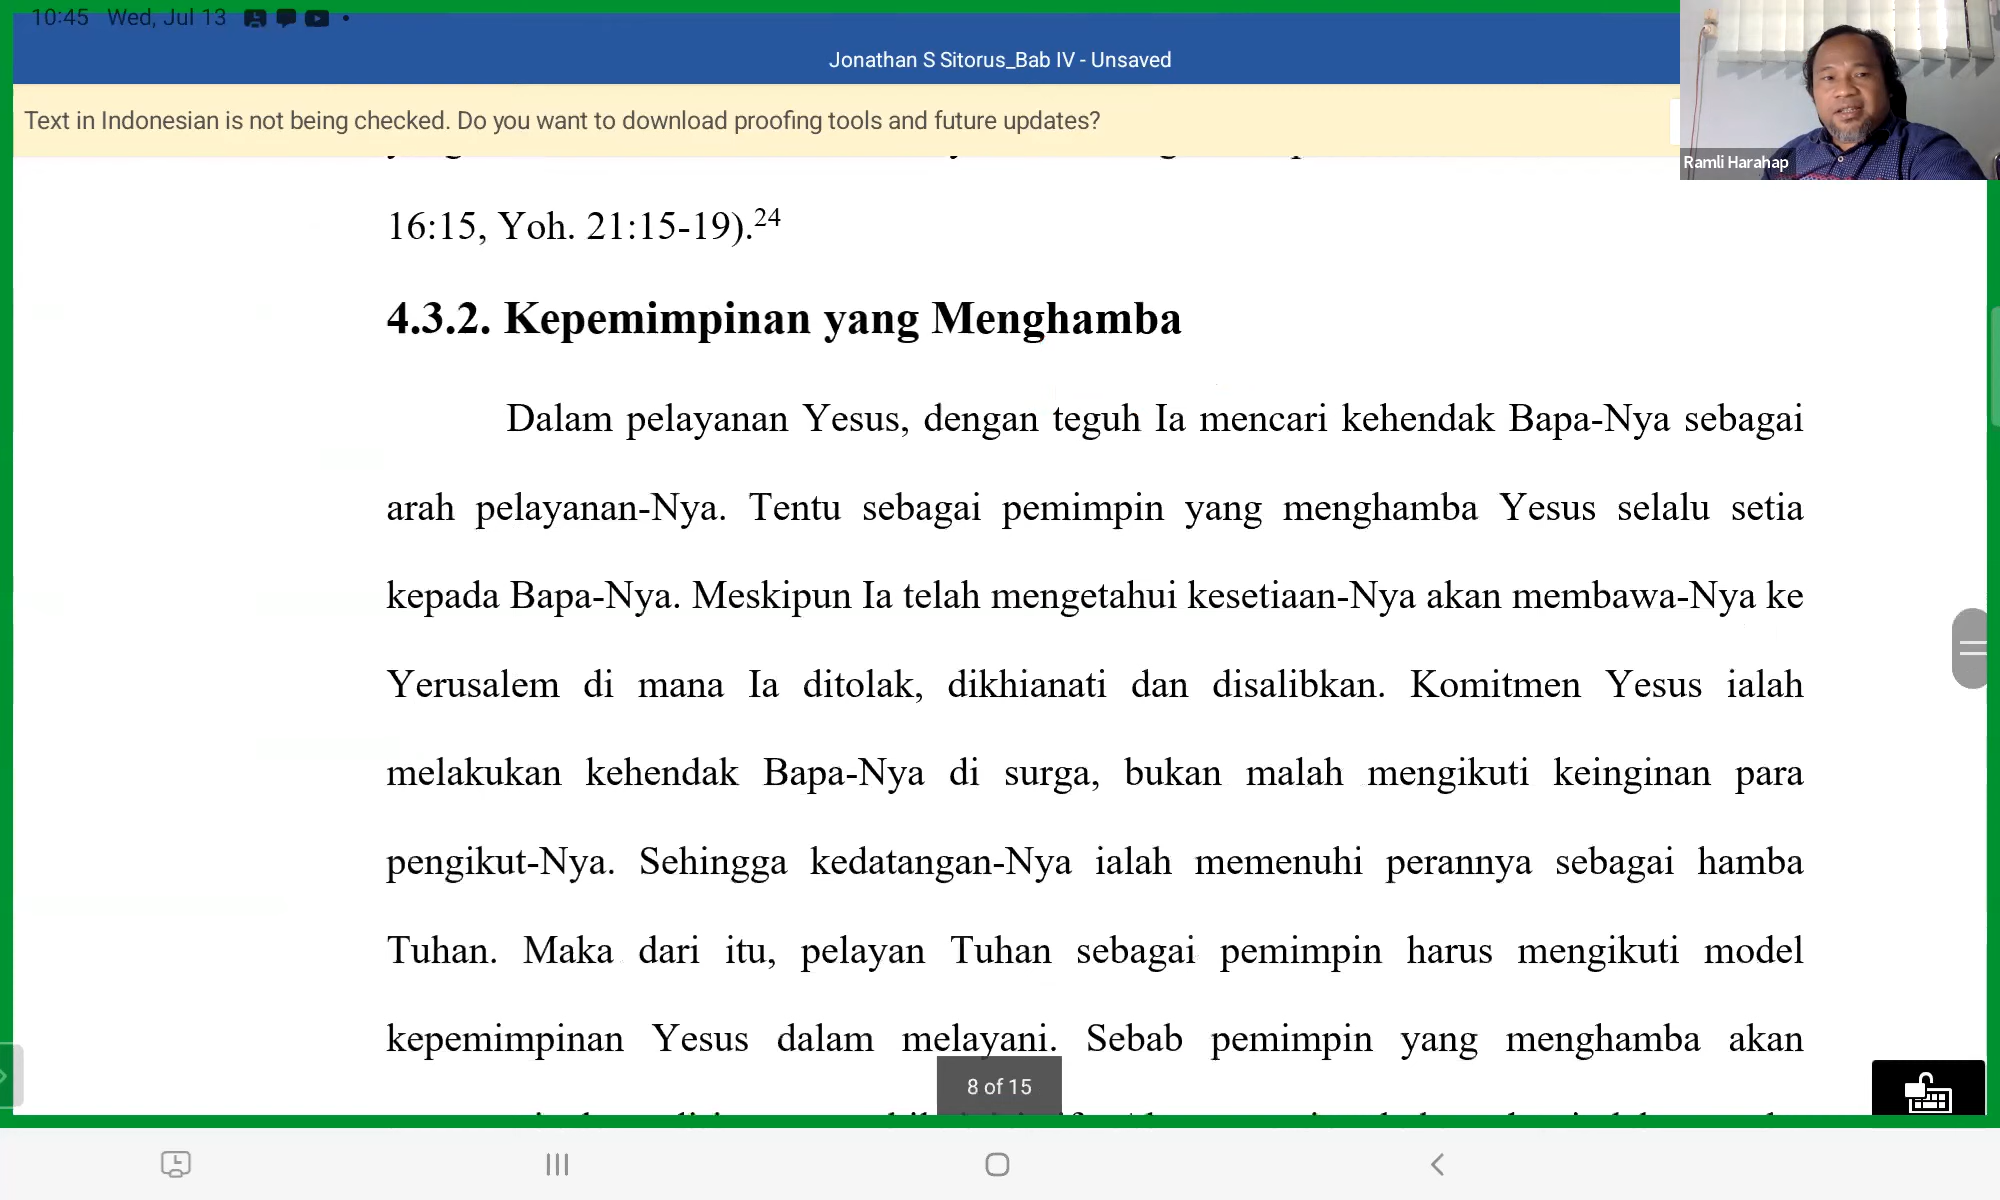 10:45 Wed, Jul 13
Jonathan S Sitorus_Bab IV - Unsaved
Text in Indonesian is not being checked. Do you want to download proofing tools and future updates?
Ramli Harahap
16:15, Yoh. 21:15-19).24
4.3.2. Kepemimpinan yang Menghamba
Dalam pelayanan Yesus, dengan teguh Ia mencari kehendak Bapa-Nya sebagai
arah pelayanan-Nya. Tentu sebagai pemimpin yang menghamba Yesus selalu setia
kepada Bapa-Nya. Meskipun Ia telah mengetahui kesetiaan-Nya akan membawa-Nya ke
Yerusalem di mana Ia ditolak, dikhianati dan disalibkan. Komitmen Yesus ialah
melakukan kehendak Bapa-Nya di surga, bukan malah mengikuti keinginan para
pengikut-Nya. Sehingga kedatangan-Nya ialah memenuhi perannya sebagai hamba
Tuhan. Maka dari itu, pelayan Tuhan sebagai pemimpin harus mengikuti model
kepemimpinan Yesus dalam melayani. Sebab pemimpin yang menghamba akan
8 of 15